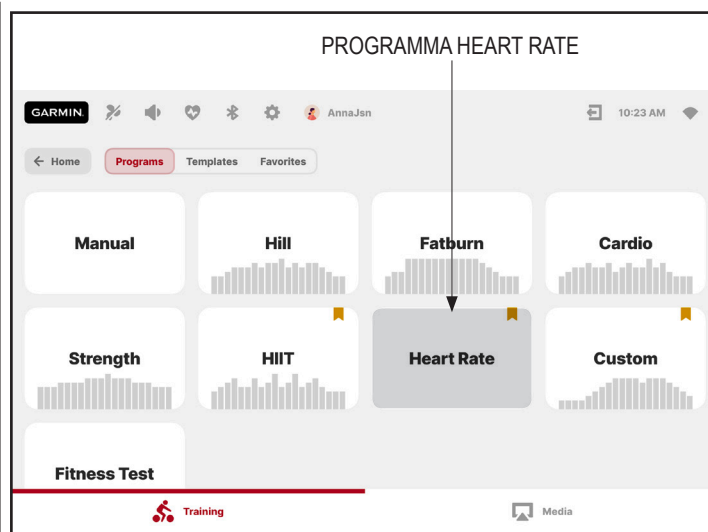 PROGRAMMA HEART RATE
GARMIN. AnnaJsn 10:23 AM
← Home Programs Templates Favorites
Manual Hill Fatburn Cardio
Strength HIIT Heart Rate Custom
Fitness Test
Training Media